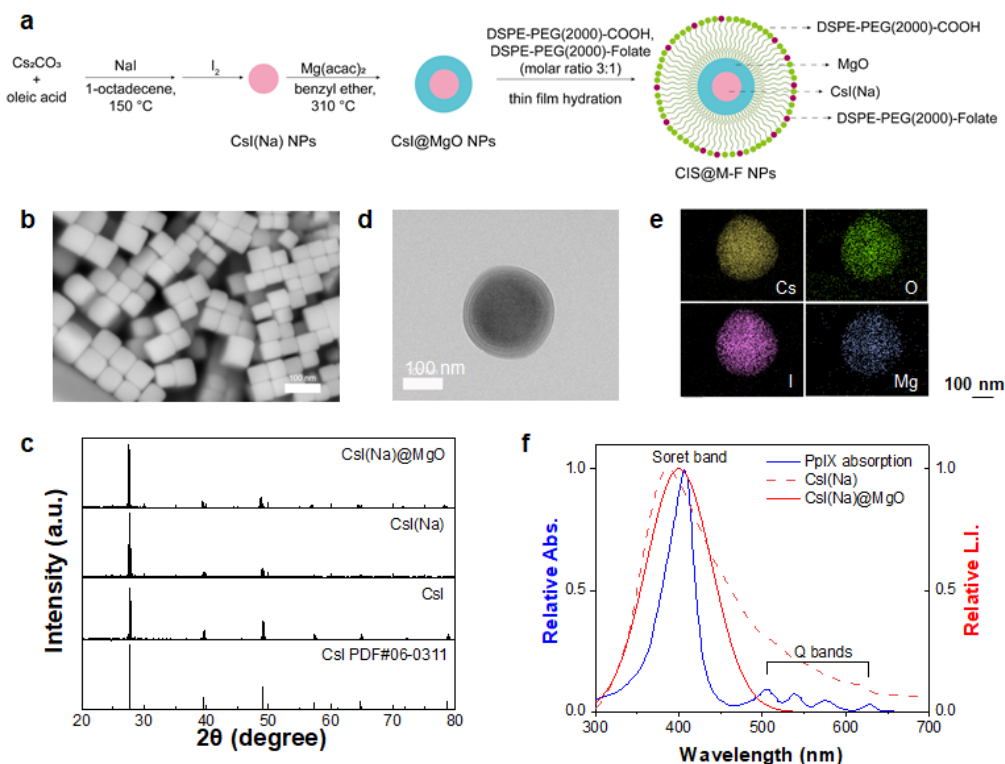 a
Cs₂CO₃
+
oleic acid
NaI
1-octadecene,
150 °C
I₂
CsI(Na) NPs
Mg(acac)₂
benzyl ether,
310 °C
CsI@MgO NPs
DSPE-PEG(2000)-COOH,
DSPE-PEG(2000)-Folate
(molar ratio 3:1)
thin film hydration
DSPE-PEG(2000)-COOH
MgO
CsI(Na)
DSPE-PEG(2000)-Folate
CIS@M-F NPs
b
100 nm
d
100 nm
e
Cs
O
I
Mg
100 nm
c
CsI(Na)@MgO
CsI(Na)
CsI
CsI PDF#06-0311
Intensity (a.u.)
20 30 40 50 60 70 80
2θ (degree)
f
Soret band
PpIX absorption
CsI(Na)
CsI(Na)@MgO
Q bands
1.0
0.5
0.0
Relative Abs.
1.0
0.5
0.0
Relative L.I.
300 400 500 600 700
Wavelength (nm)